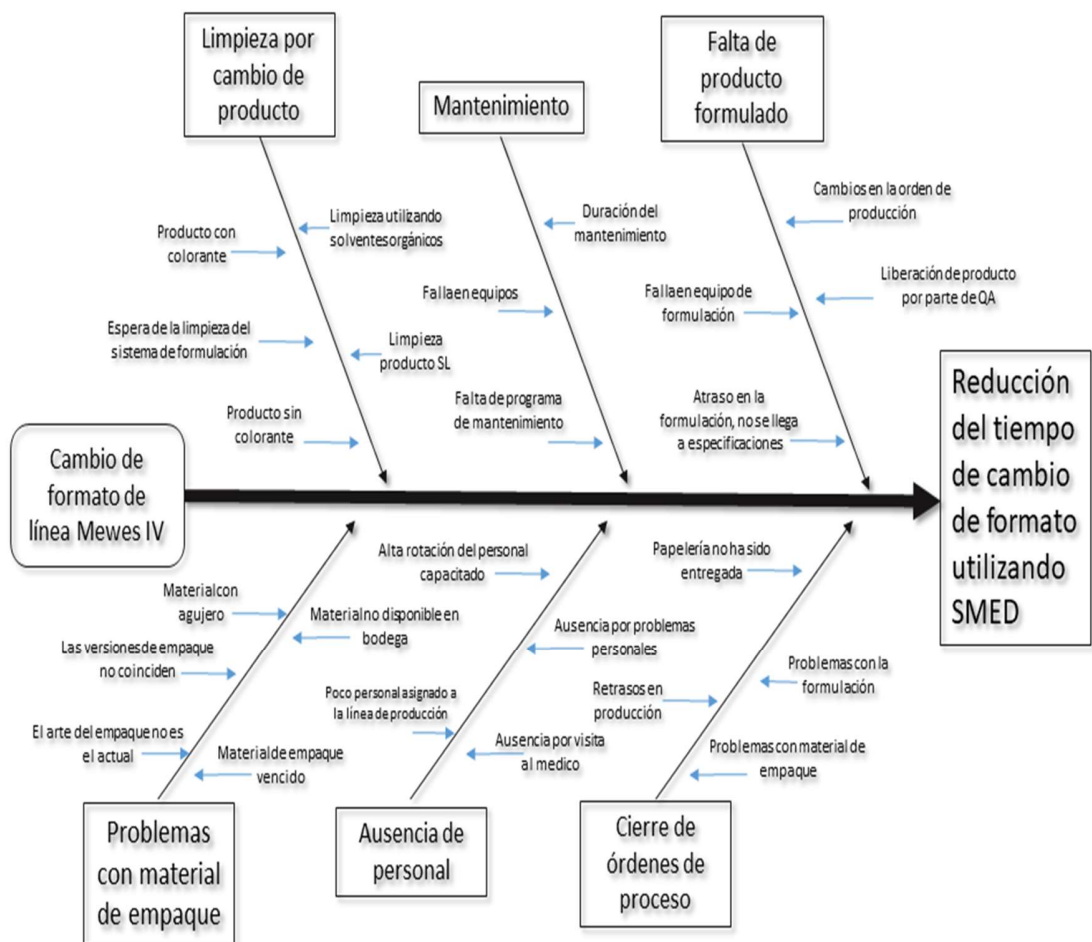 Limpieza por
cambio de
producto
Mantenimiento
Falta de
producto
formulado
Producto con
colorante
Limpieza utilizando
solventes orgánicos
Espera de la limpieza del
sistema de formulación
Limpieza
producto SL
Producto sin
colorante
Duración del
mantenimiento
Falla en equipos
Falta de programa
de mantenimiento
Cambios en la orden de
producción
Falla en equipo de
formulación
Liberación de producto
por parte de QA
Atraso en la
formulación, no se llega
a especificaciones
Cambio de
formato de
línea Mewes IV
Reducción
del tiempo
de cambio
de formato
utilizando
SMED
Material con
agujero
Material no disponible en
bodega
Las versiones de empaque
no coinciden
El arte del empaque no es
el actual
Material de empaque
vencido
Alta rotación del personal
capacitado
Ausencia por problemas
personales
Poco personal asignado a
la línea de producción
Ausencia por visita
al medico
Papelería no ha sido
entregada
Problemas con la
formulación
Retrasos en
producción
Problemas con material de
empaque
Problemas
con material
de empaque
Ausencia de
personal
Cierre de
órdenes de
proceso